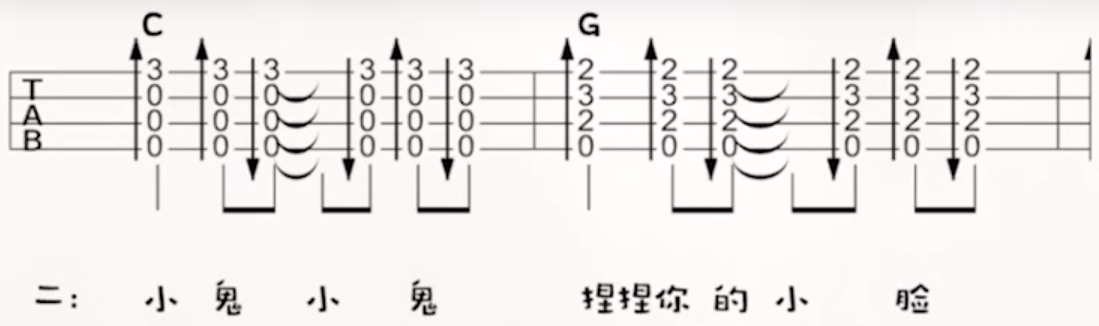 C G
3 3 3 3 3 3 2 2 2 2 2 2
T 0 0 0 0 0 0 3 3 3 3 3 3
A 0 0 0 0 0 0 2 2 2 2 2 2
B 0 0 0 0 0 0 0 0 0 0 0 0
二: 小 鬼 小 鬼 捏捏你 的 小 脸